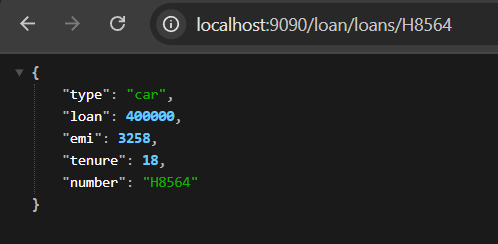 localhost:9090/loan/loans/H8564
{
"type": "car",
"loan": 400000,
"emi": 3258,
"tenure": 18,
"number": "H8564"
}